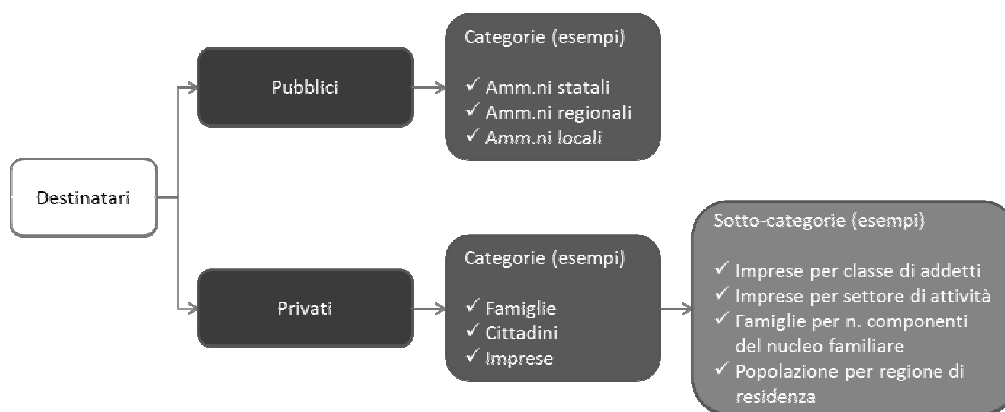 Destinatari
Pubblici
Categorie (esempi)
✓ Amm.ni statali
✓ Amm.ni regionali
✓ Amm.ni locali
Privati
Categorie (esempi)
✓ Famiglie
✓ Cittadini
✓ Imprese
Sotto-categorie (esempi)
✓ Imprese per classe di addetti
✓ Imprese per settore di attività
✓ Famiglie per n. componenti
del nucleo familiare
✓ Popolazione per regione di
residenza